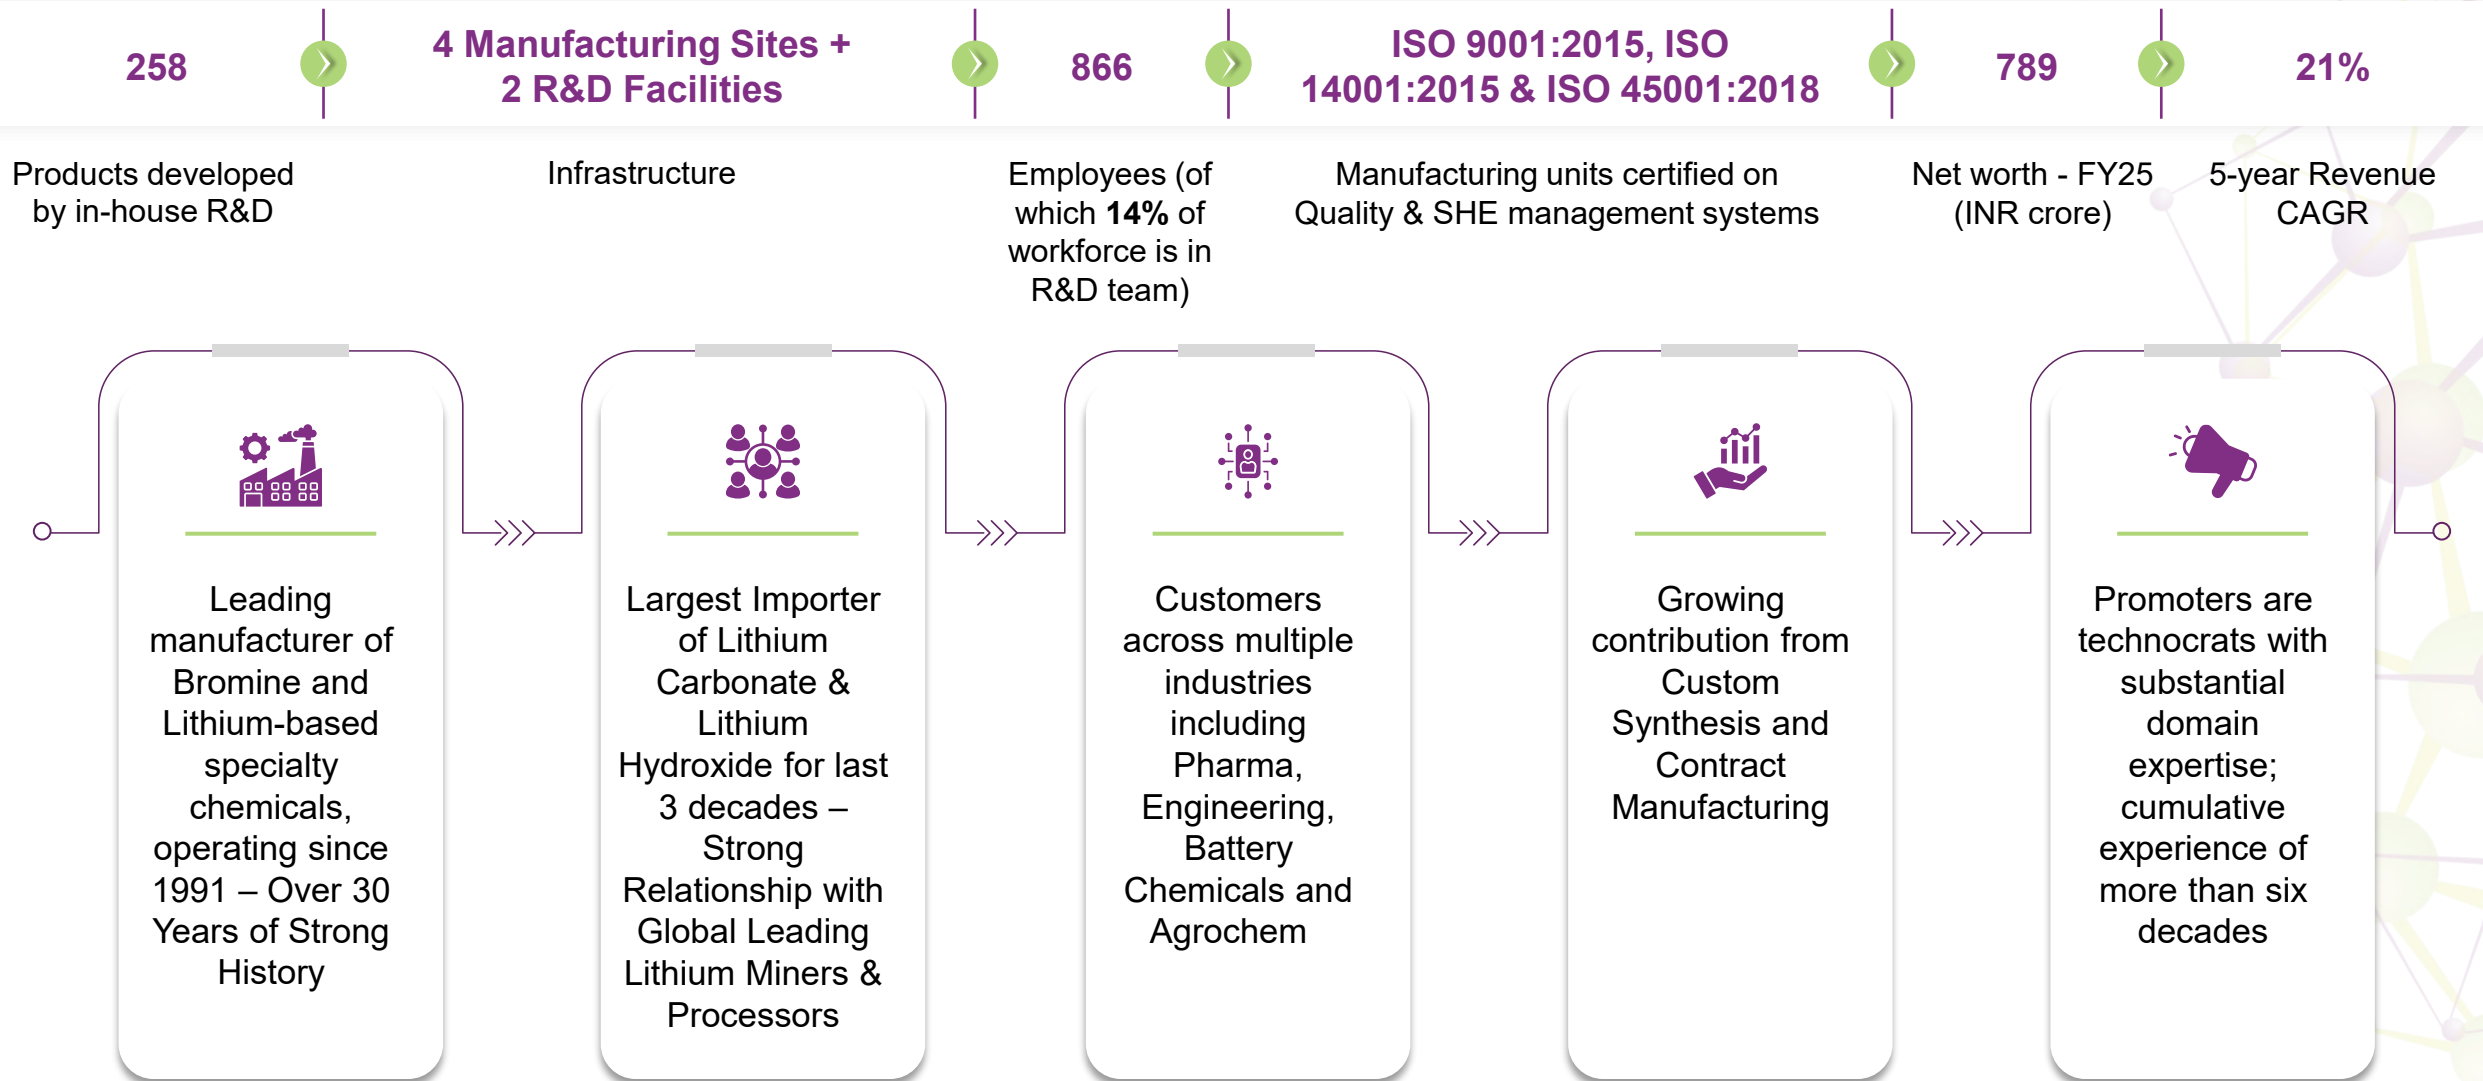 258
4 Manufacturing Sites +
2 R&D Facilities
866
ISO 9001:2015, ISO
14001:2015 & ISO 45001:2018
789
21%
Products developed
by in-house R&D
Infrastructure
Employees (of
which 14% of
workforce is in
R&D team)
Manufacturing units certified on
Quality & SHE management systems
Net worth - FY25
(INR crore)
5-year Revenue
CAGR
Leading
manufacturer of
Bromine and
Lithium-based
specialty
chemicals,
operating since
1991 – Over 30
Years of Strong
History
Largest Importer
of Lithium
Carbonate &
Lithium
Hydroxide for last
3 decades –
Strong
Relationship with
Global Leading
Lithium Miners &
Processors
Customers
across multiple
industries
including
Pharma,
Engineering,
Battery
Chemicals and
Agrochem
Growing
contribution from
Custom
Synthesis and
Contract
Manufacturing
Promoters are
technocrats with
substantial
domain
expertise;
cumulative
experience of
more than six
decades